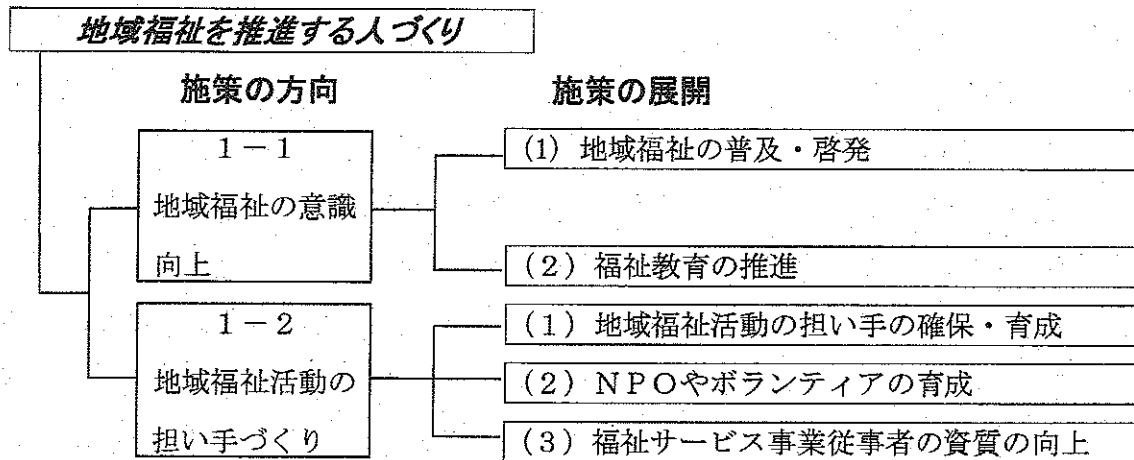 地域福祉を推進する人づくり
施策の方向
施策の展開
1-1
地域福祉の意識
向上
(1) 地域福祉の普及・啓発
(2) 福祉教育の推進
1-2
地域福祉活動の
担い手づくり
(1) 地域福祉活動の担い手の確保・育成
(2) NPOやボランティアの育成
(3) 福祉サービス事業従事者の資質の向上